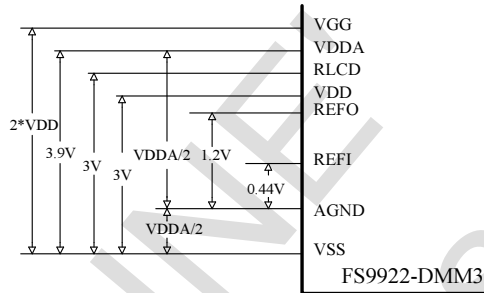 VGG
VDDA
RLCD
VDD
REFO
2*VDD
3.9V
3V
3V
VDDA/2
1.2V
REFI
0.44V
AGND
VDDA/2
VSS
FS9922-DMM3